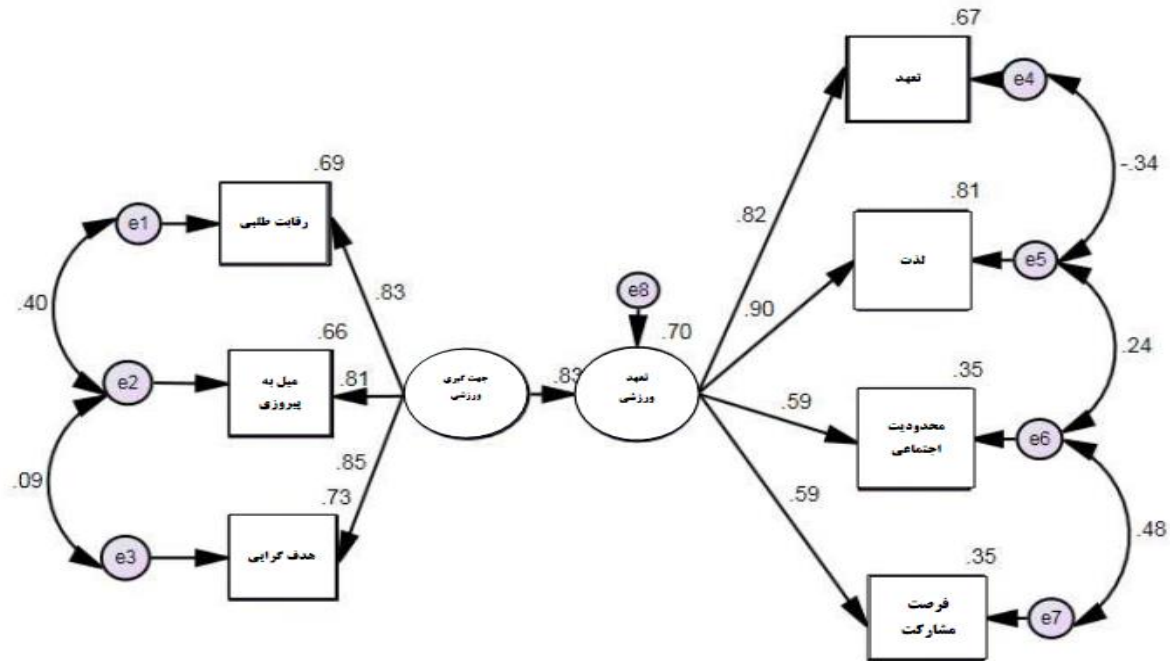 .67
تعهد
e4
-.34
.69
رقابت طلبی
e1
.81
لذت
e5
.82
.83
.90
e8
.40
.24
.66
میل به
پیروزی
e2
.81
جهت گیری
ورزشی
.83
تعهد
ورزشی
.70
.59
.35
محدودیت
اجتماعی
e6
.85
.09
.73
هدف گرایی
e3
.59
.48
.35
فرصت
مشارکت
e7